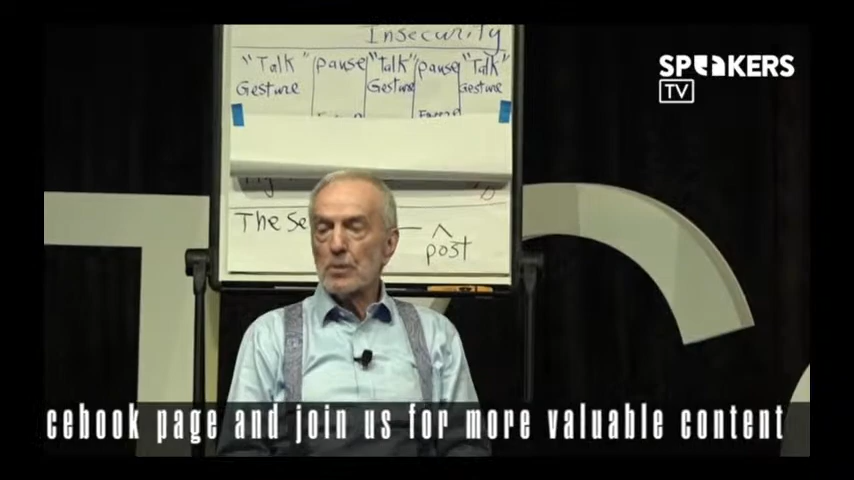 Insecurity
"Talk" pause "Talk" pause "Talk"
Gesture Gesture Gesture
SPEAKERS
TV
The Se
post
cebook page and join us for more valuable content